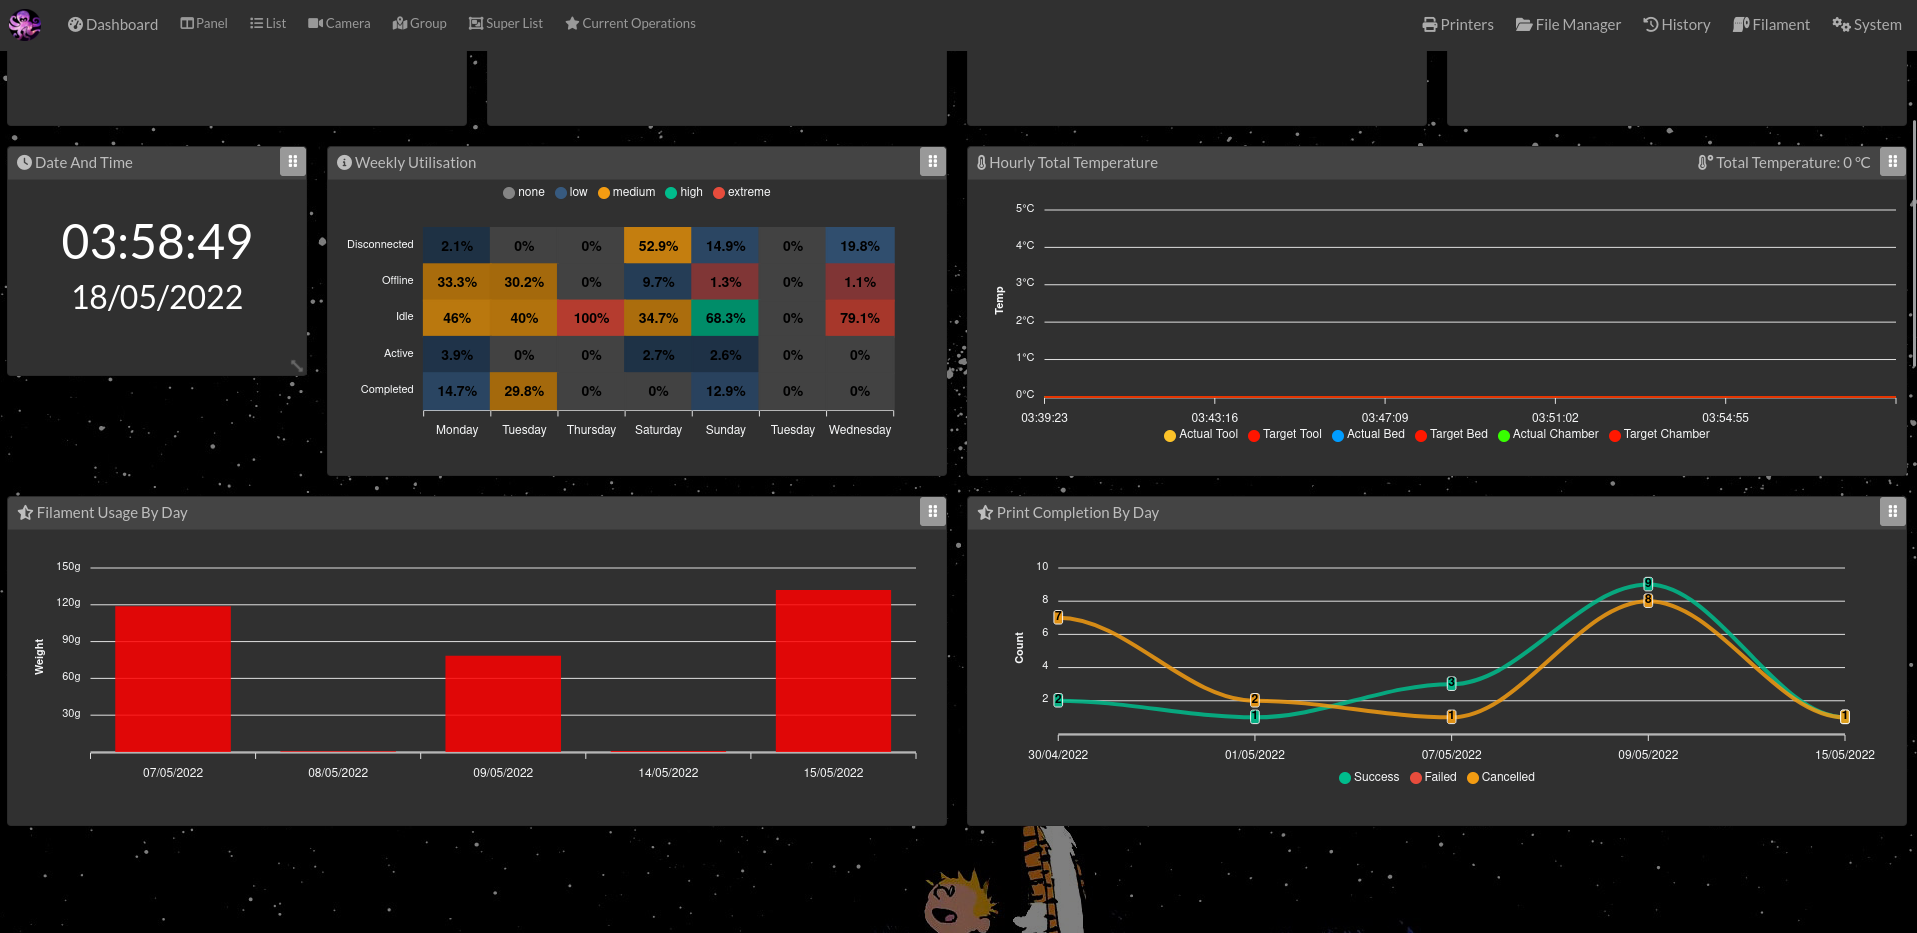 Dashboard Panel List Camera Group Super List Current Operations Printers File Manager History Filament System
Date And Time
03:58:49
18/05/2022
Weekly Utilisation
none low medium high extreme
Disconnected 2.1% 0% 0% 52.9% 14.9% 0% 19.8%
Offline 33.3% 30.2% 0% 9.7% 1.3% 0% 1.1%
Idle 46% 40% 100% 34.7% 68.3% 0% 79.1%
Active 3.9% 0% 0% 2.7% 2.6% 0% 0%
Completed 14.7% 29.8% 0% 0% 12.9% 0% 0%
Monday Tuesday Thursday Saturday Sunday Tuesday Wednesday
Hourly Total Temperature Total Temperature: 0 °C
5°C
4°C
3°C
2°C
1°C
0°C
Temp
03:39:23 03:43:16 03:47:09 03:51:02 03:54:55
Actual Tool Target Tool Actual Bed Target Bed Actual Chamber Target Chamber
Filament Usage By Day
150g
120g
90g
60g
30g
Weight
07/05/2022 08/05/2022 09/05/2022 14/05/2022 15/05/2022
Print Completion By Day
10
8
6
4
2
Count
7 2 1 8 1
2 1 3 9
30/04/2022 01/05/2022 07/05/2022 09/05/2022 15/05/2022
Success Failed Cancelled